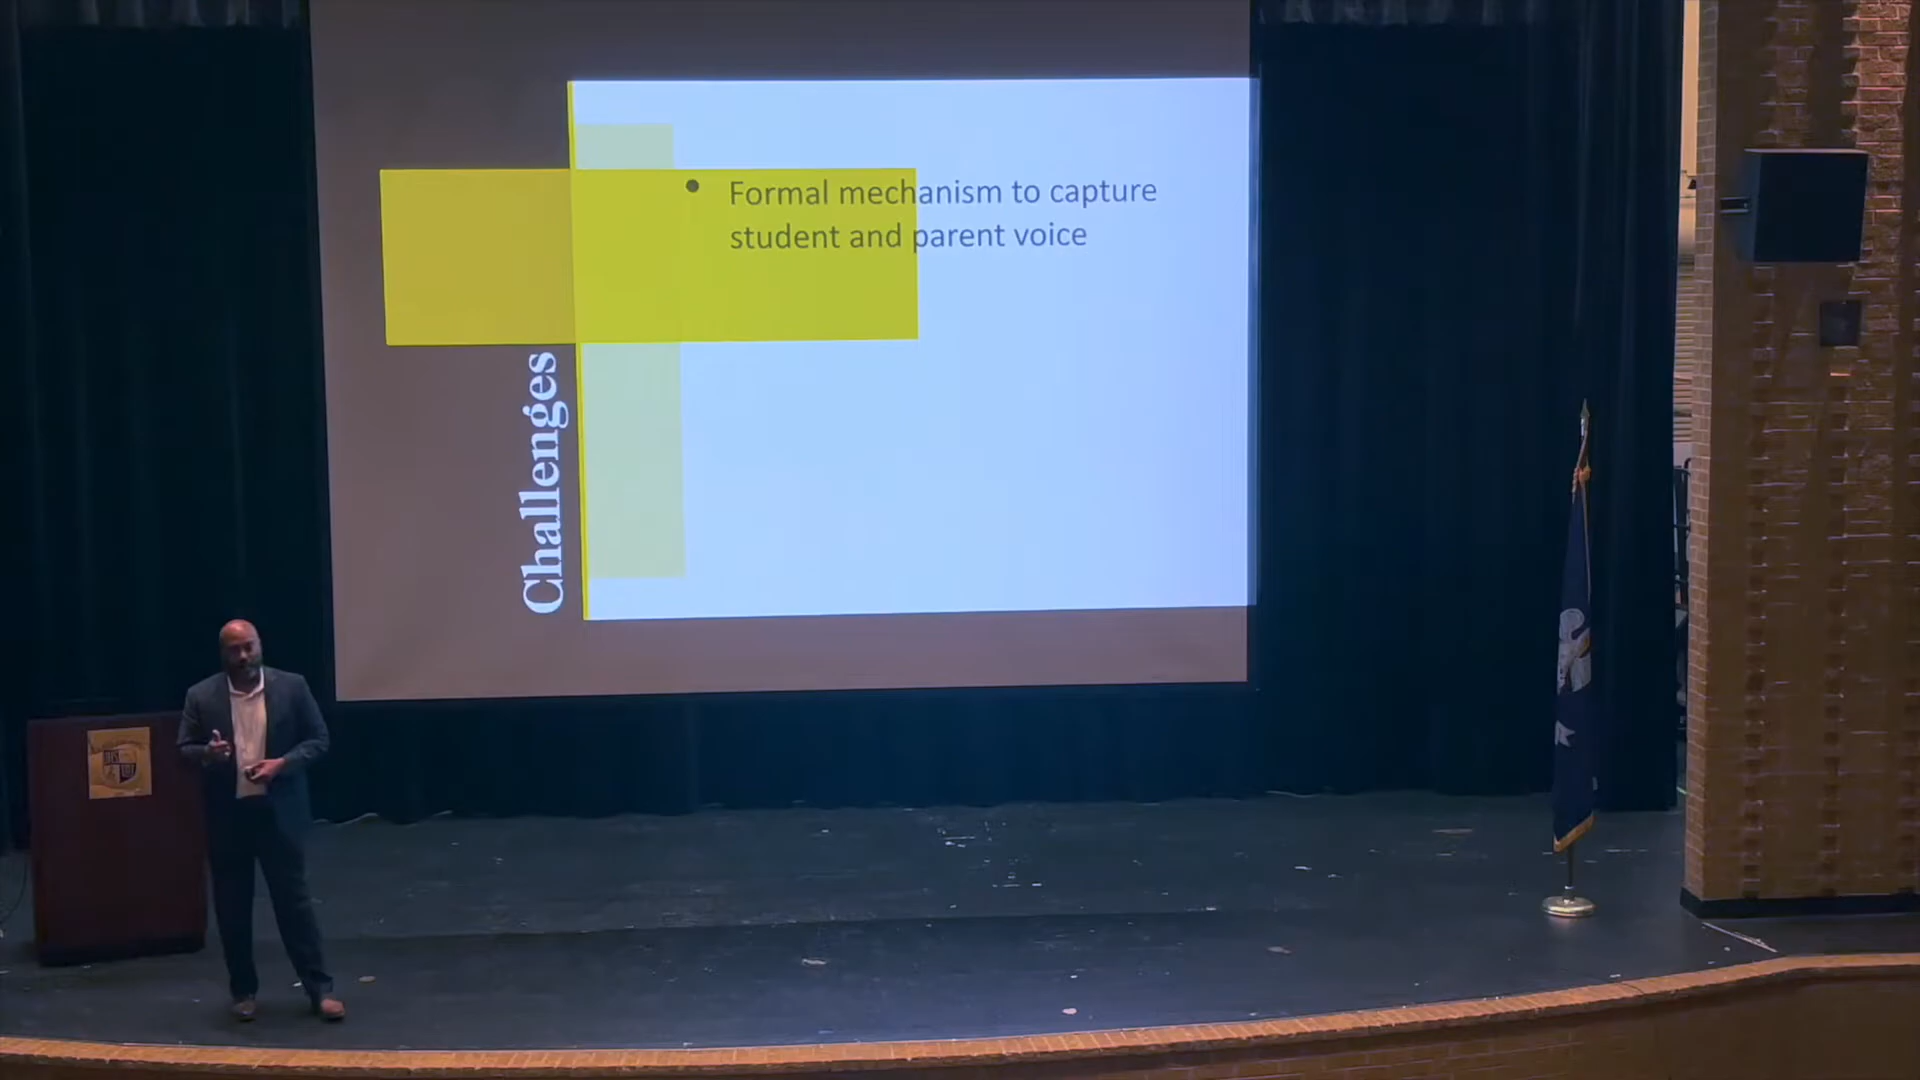 Formal mechanism to capture
student and parent voice
Challenges